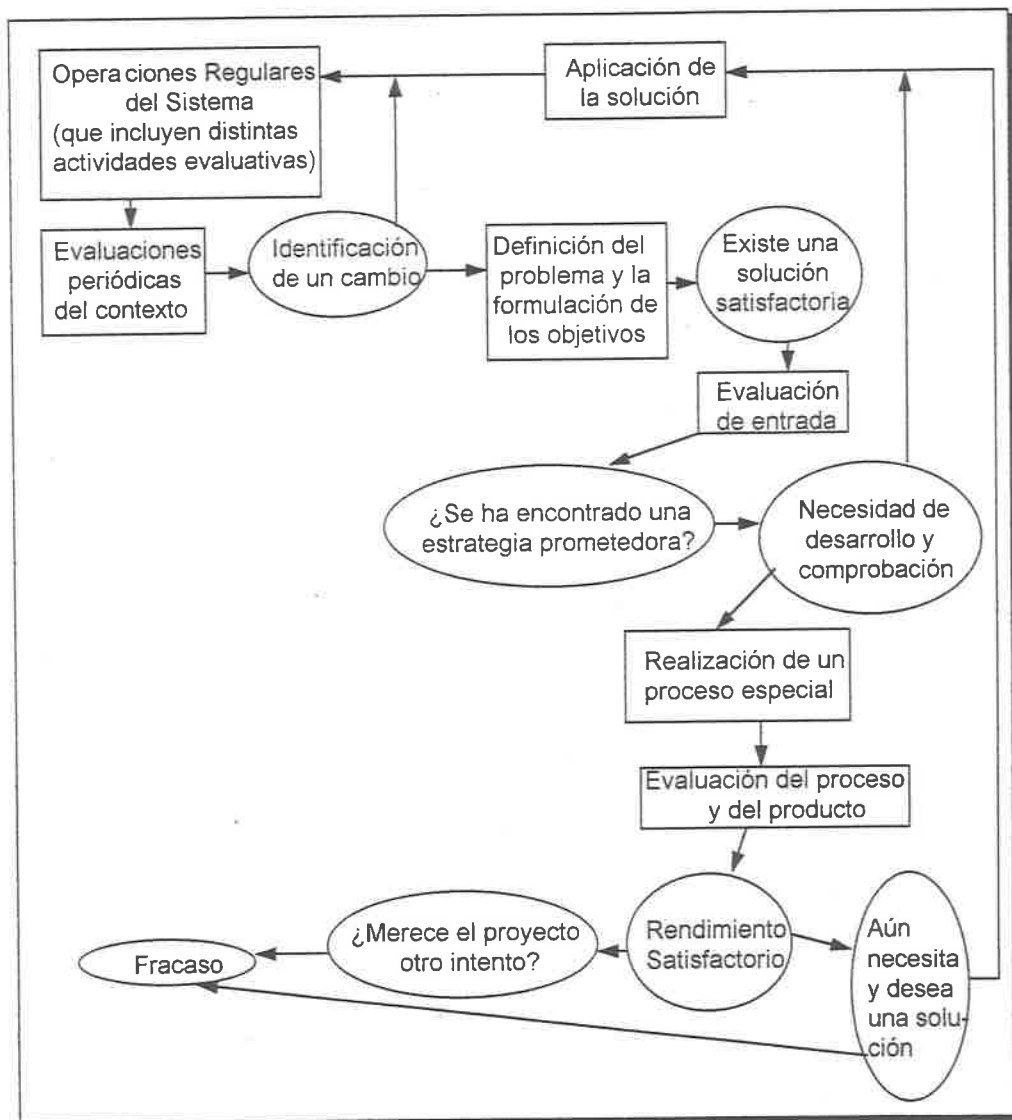 Operaciones Regulares
del Sistema
(que incluyen distintas
actividades evaluativas)
Aplicación de
la solución
Evaluaciones
periódicas
del contexto
Identificación
de un cambio
Definición del
problema y la
formulación de
los objetivos
Existe una
solución
satisfactoria
Evaluación
de entrada
¿Se ha encontrado una
estrategia prometedora?
Necesidad de
desarrollo y
comprobación
Realización de un
proceso especial
Evaluación del proceso
y del producto
Fracaso
¿Merece el proyecto
otro intento?
Rendimiento
Satisfactorio
Aún
necesita
y desea
una solu-
ción